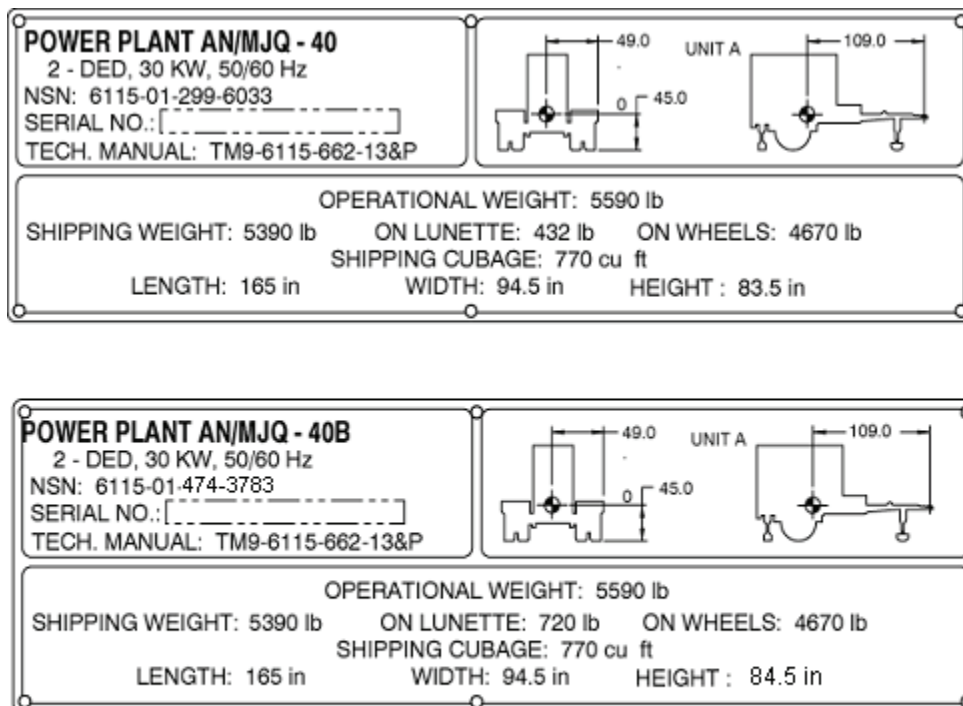 POWER PLANT AN/MJQ - 40
2 - DED, 30 KW, 50/60 Hz
NSN: 6115-01-299-6033
SERIAL NO.:
TECH. MANUAL: TM9-6115-662-13&P
49.0
UNIT A
109.0
0
45.0
OPERATIONAL WEIGHT: 5590 lb
SHIPPING WEIGHT: 5390 lb ON LUNETTE: 432 lb ON WHEELS: 4670 lb
SHIPPING CUBAGE: 770 cu ft
LENGTH: 165 in WIDTH: 94.5 in HEIGHT : 83.5 in
POWER PLANT AN/MJQ - 40B
2 - DED, 30 KW, 50/60 Hz
NSN: 6115-01-474-3783
SERIAL NO.:
TECH. MANUAL: TM9-6115-662-13&P
49.0
UNIT A
109.0
0
45.0
OPERATIONAL WEIGHT: 5590 lb
SHIPPING WEIGHT: 5390 lb ON LUNETTE: 720 lb ON WHEELS: 4670 lb
SHIPPING CUBAGE: 770 cu ft
LENGTH: 165 in WIDTH: 94.5 in HEIGHT : 84.5 in